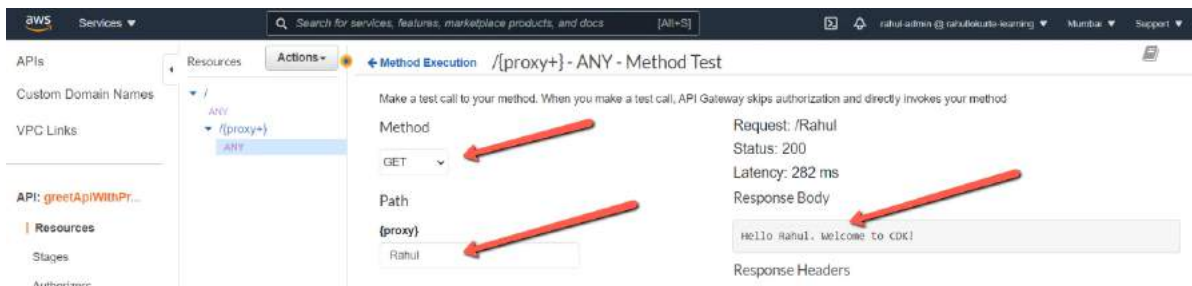 aws Services ▼ Search for services, features, marketplace products, and docs [Alt+S] rahul-admin @ rahullokurte-learning ▼ Mumbai ▼ Support ▼
APIs
Custom Domain Names
VPC Links
API: greetApiWithPr...
Resources
Stages
Authorizers
Resources Actions
/
ANY
/{proxy+}
ANY
Method Execution /{proxy+} - ANY - Method Test
Make a test call to your method. When you make a test call, API Gateway skips authorization and directly invokes your method
Method
GET
Path
{proxy}
Rahul
Request: /Rahul
Status: 200
Latency: 282 ms
Response Body
Hello Rahul. Welcome to CDK!
Response Headers